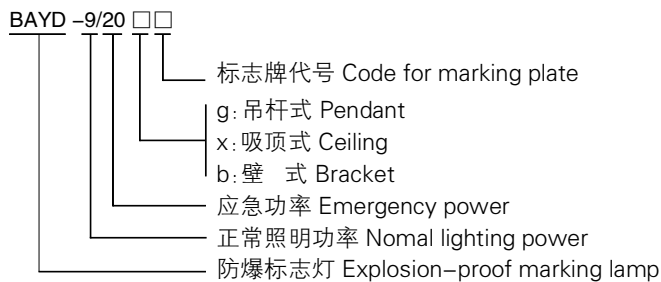 BAYD -9/20 □□
标志牌代号 Code for marking plate
g:吊杆式 Pendant
x:吸顶式 Ceiling
b:壁 式 Bracket
应急功率 Emergency power
正常照明功率 Nomal lighting power
防爆标志灯 Explosion-proof marking lamp